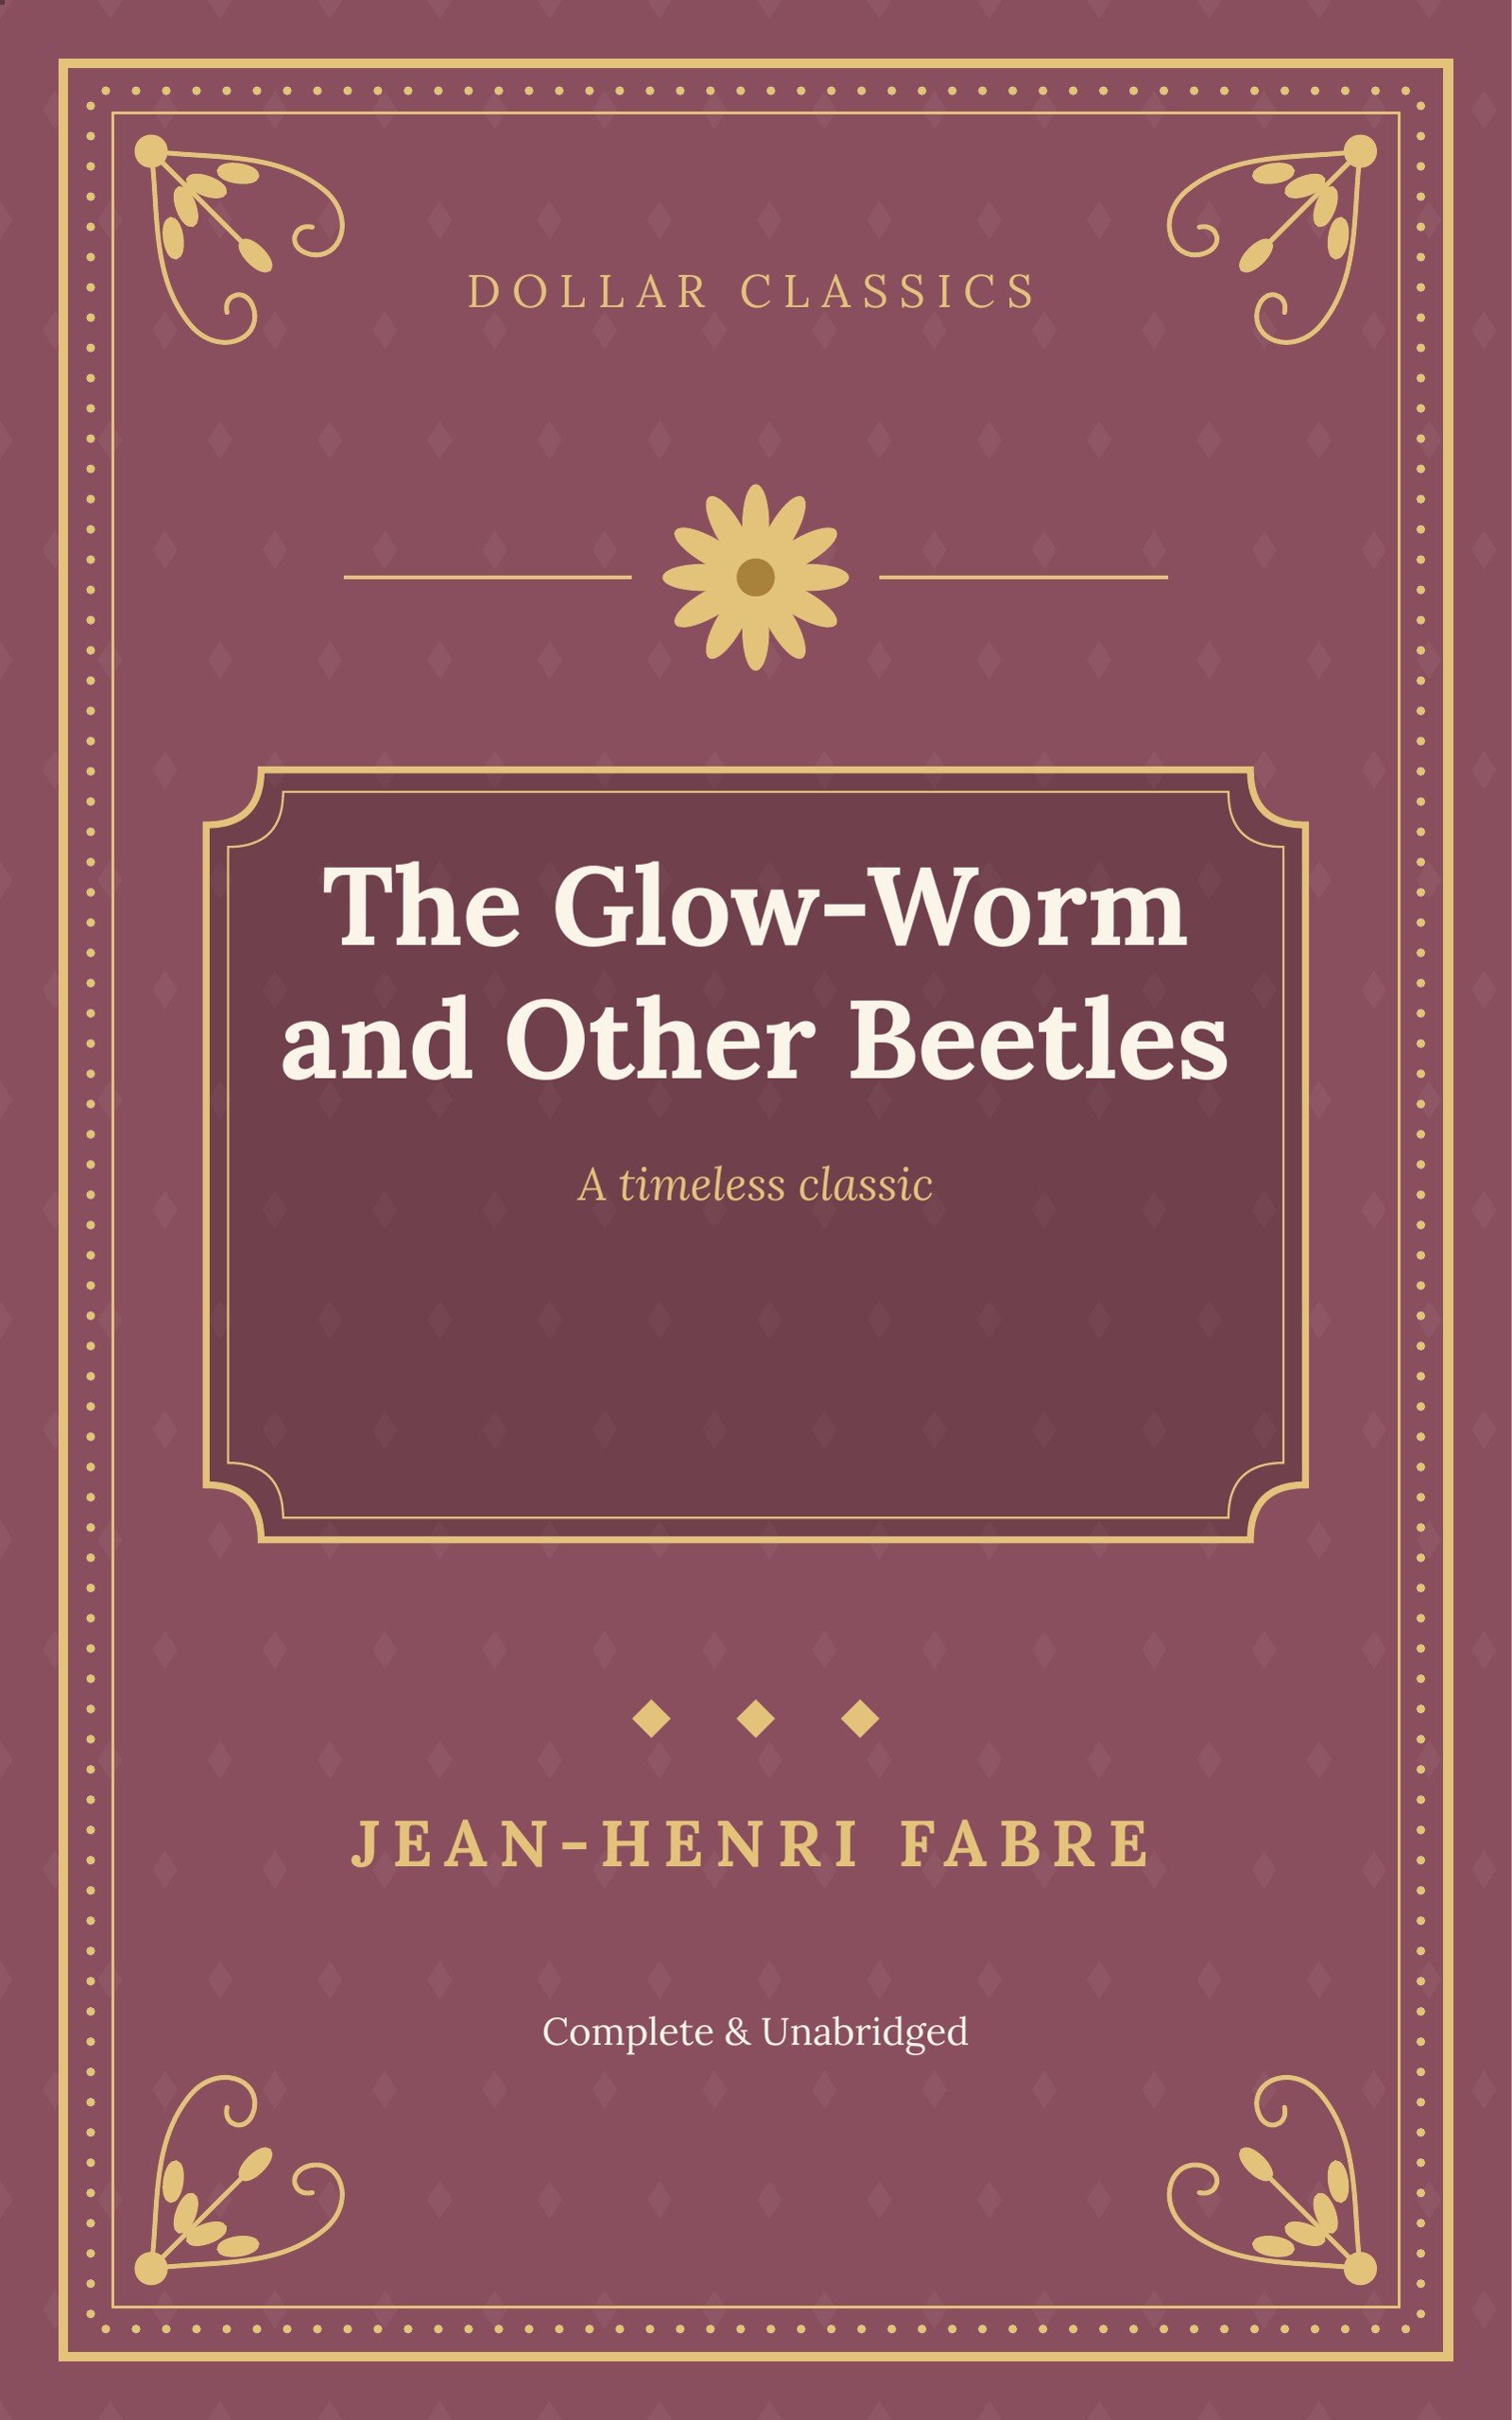 DOLLAR CLASSICS
The Glow-Worm
and Other Beetles
A timeless classic
JEAN-HENRI FABRE
Complete & Unabridged